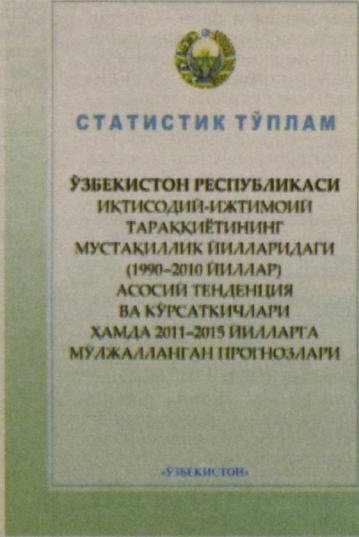 СТАТИСТИК ТЎПЛАМ
ЎЗБЕКИСТОН РЕСПУБЛИКАСИ
ИҚТИСОДИЙ-ИЖТИМОИЙ
ТАРАҚҚИЁТИНИНГ
МУСТАҚИЛЛИК ЙИЛЛАРИДАГИ
(1990–2010 ЙИЛЛАР)
АСОСИЙ ТЕНДЕНЦИЯ
ВА КЎРСАТКИЧЛАРИ
ҲАМДА 2011–2015 ЙИЛЛАРГА
МЎЛЖАЛЛАНГАН ПРОГНОЗЛАРИ
«ЎЗБЕКИСТОН»